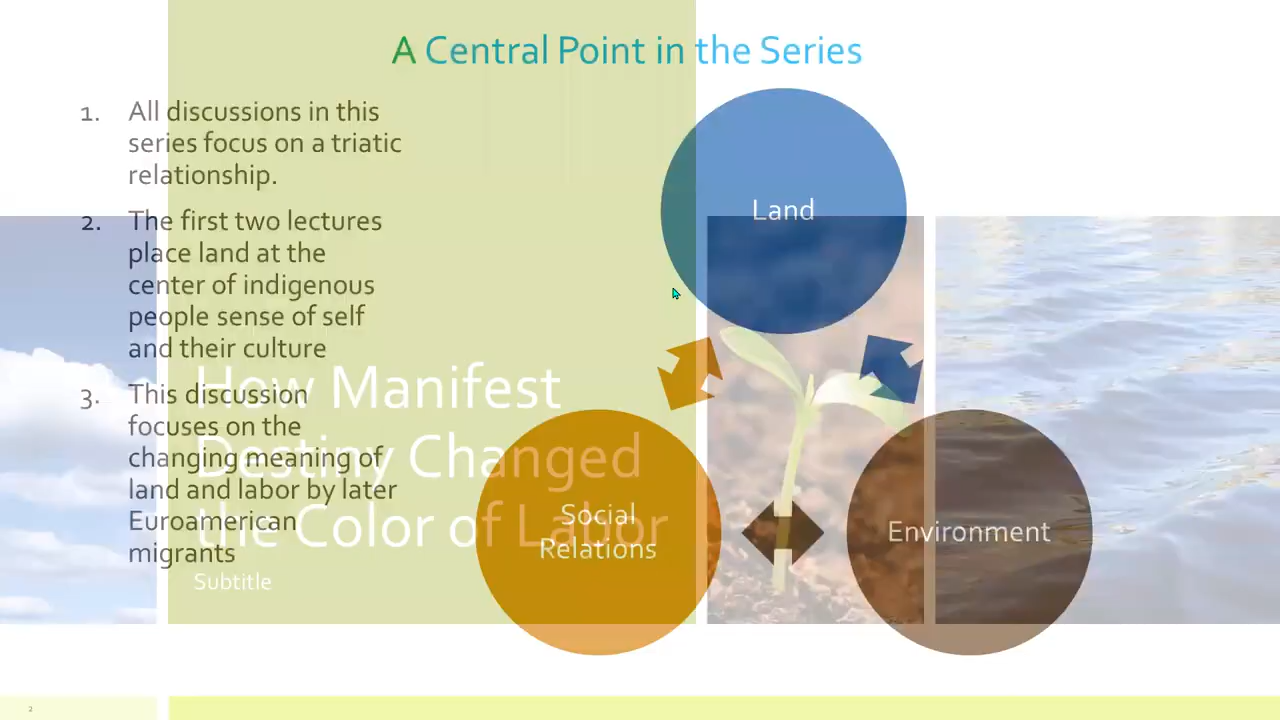 A Central Point in the Series
1. All discussions in this
series focus on a triatic
relationship.
2. The first two lectures
place land at the
center of indigenous
people sense of self
and their culture
3. This discussion
focuses on the
changing meaning of
land and labor by later
Euroamerican
migrants
How Manifest
Destiny Changed
the Color of Labor
Subtitle
Land
Social
Relations
Environment
2